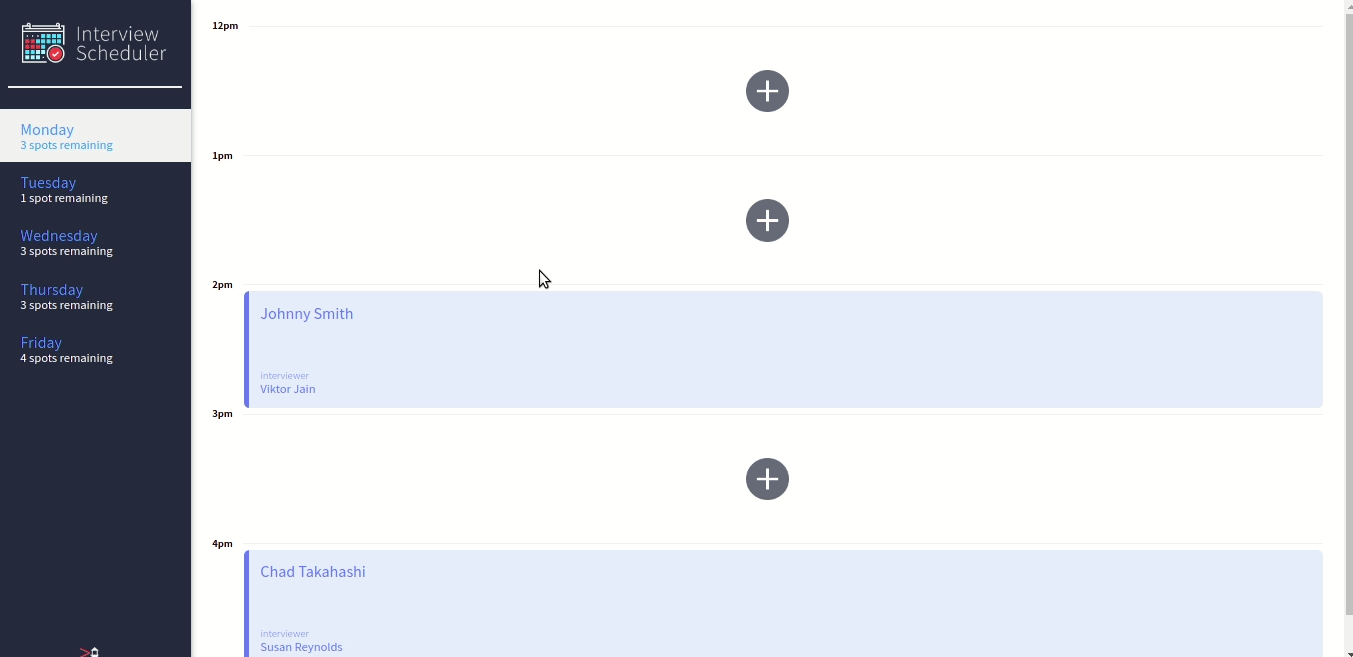 Interview
Scheduler
Monday
3 spots remaining
Tuesday
1 spot remaining
Wednesday
3 spots remaining
Thursday
3 spots remaining
Friday
4 spots remaining
12pm
1pm
2pm
Johnny Smith
interviewer
Viktor Jain
3pm
4pm
Chad Takahashi
interviewer
Susan Reynolds